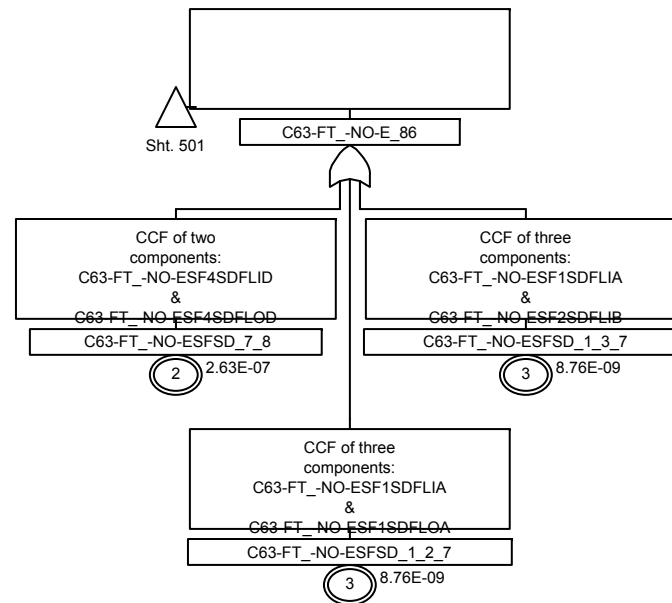 Sht. 501
C63-FT_-NO-E_86
CCF of two
components:
C63-FT_-NO-ESF4SDFLID
&
C63-FT_-NO-ESF4SDFLOD
C63-FT_-NO-ESFSD_7_8
2
2.63E-07
CCF of three
components:
C63-FT_-NO-ESF1SDFLIA
&
C63-FT_-NO-ESF2SDFLIB
C63-FT_-NO-ESFSD_1_3_7
3
8.76E-09
CCF of three
components:
C63-FT_-NO-ESF1SDFLIA
&
C63-FT_-NO-ESF1SDFLOA
C63-FT_-NO-ESFSD_1_2_7
3
8.76E-09